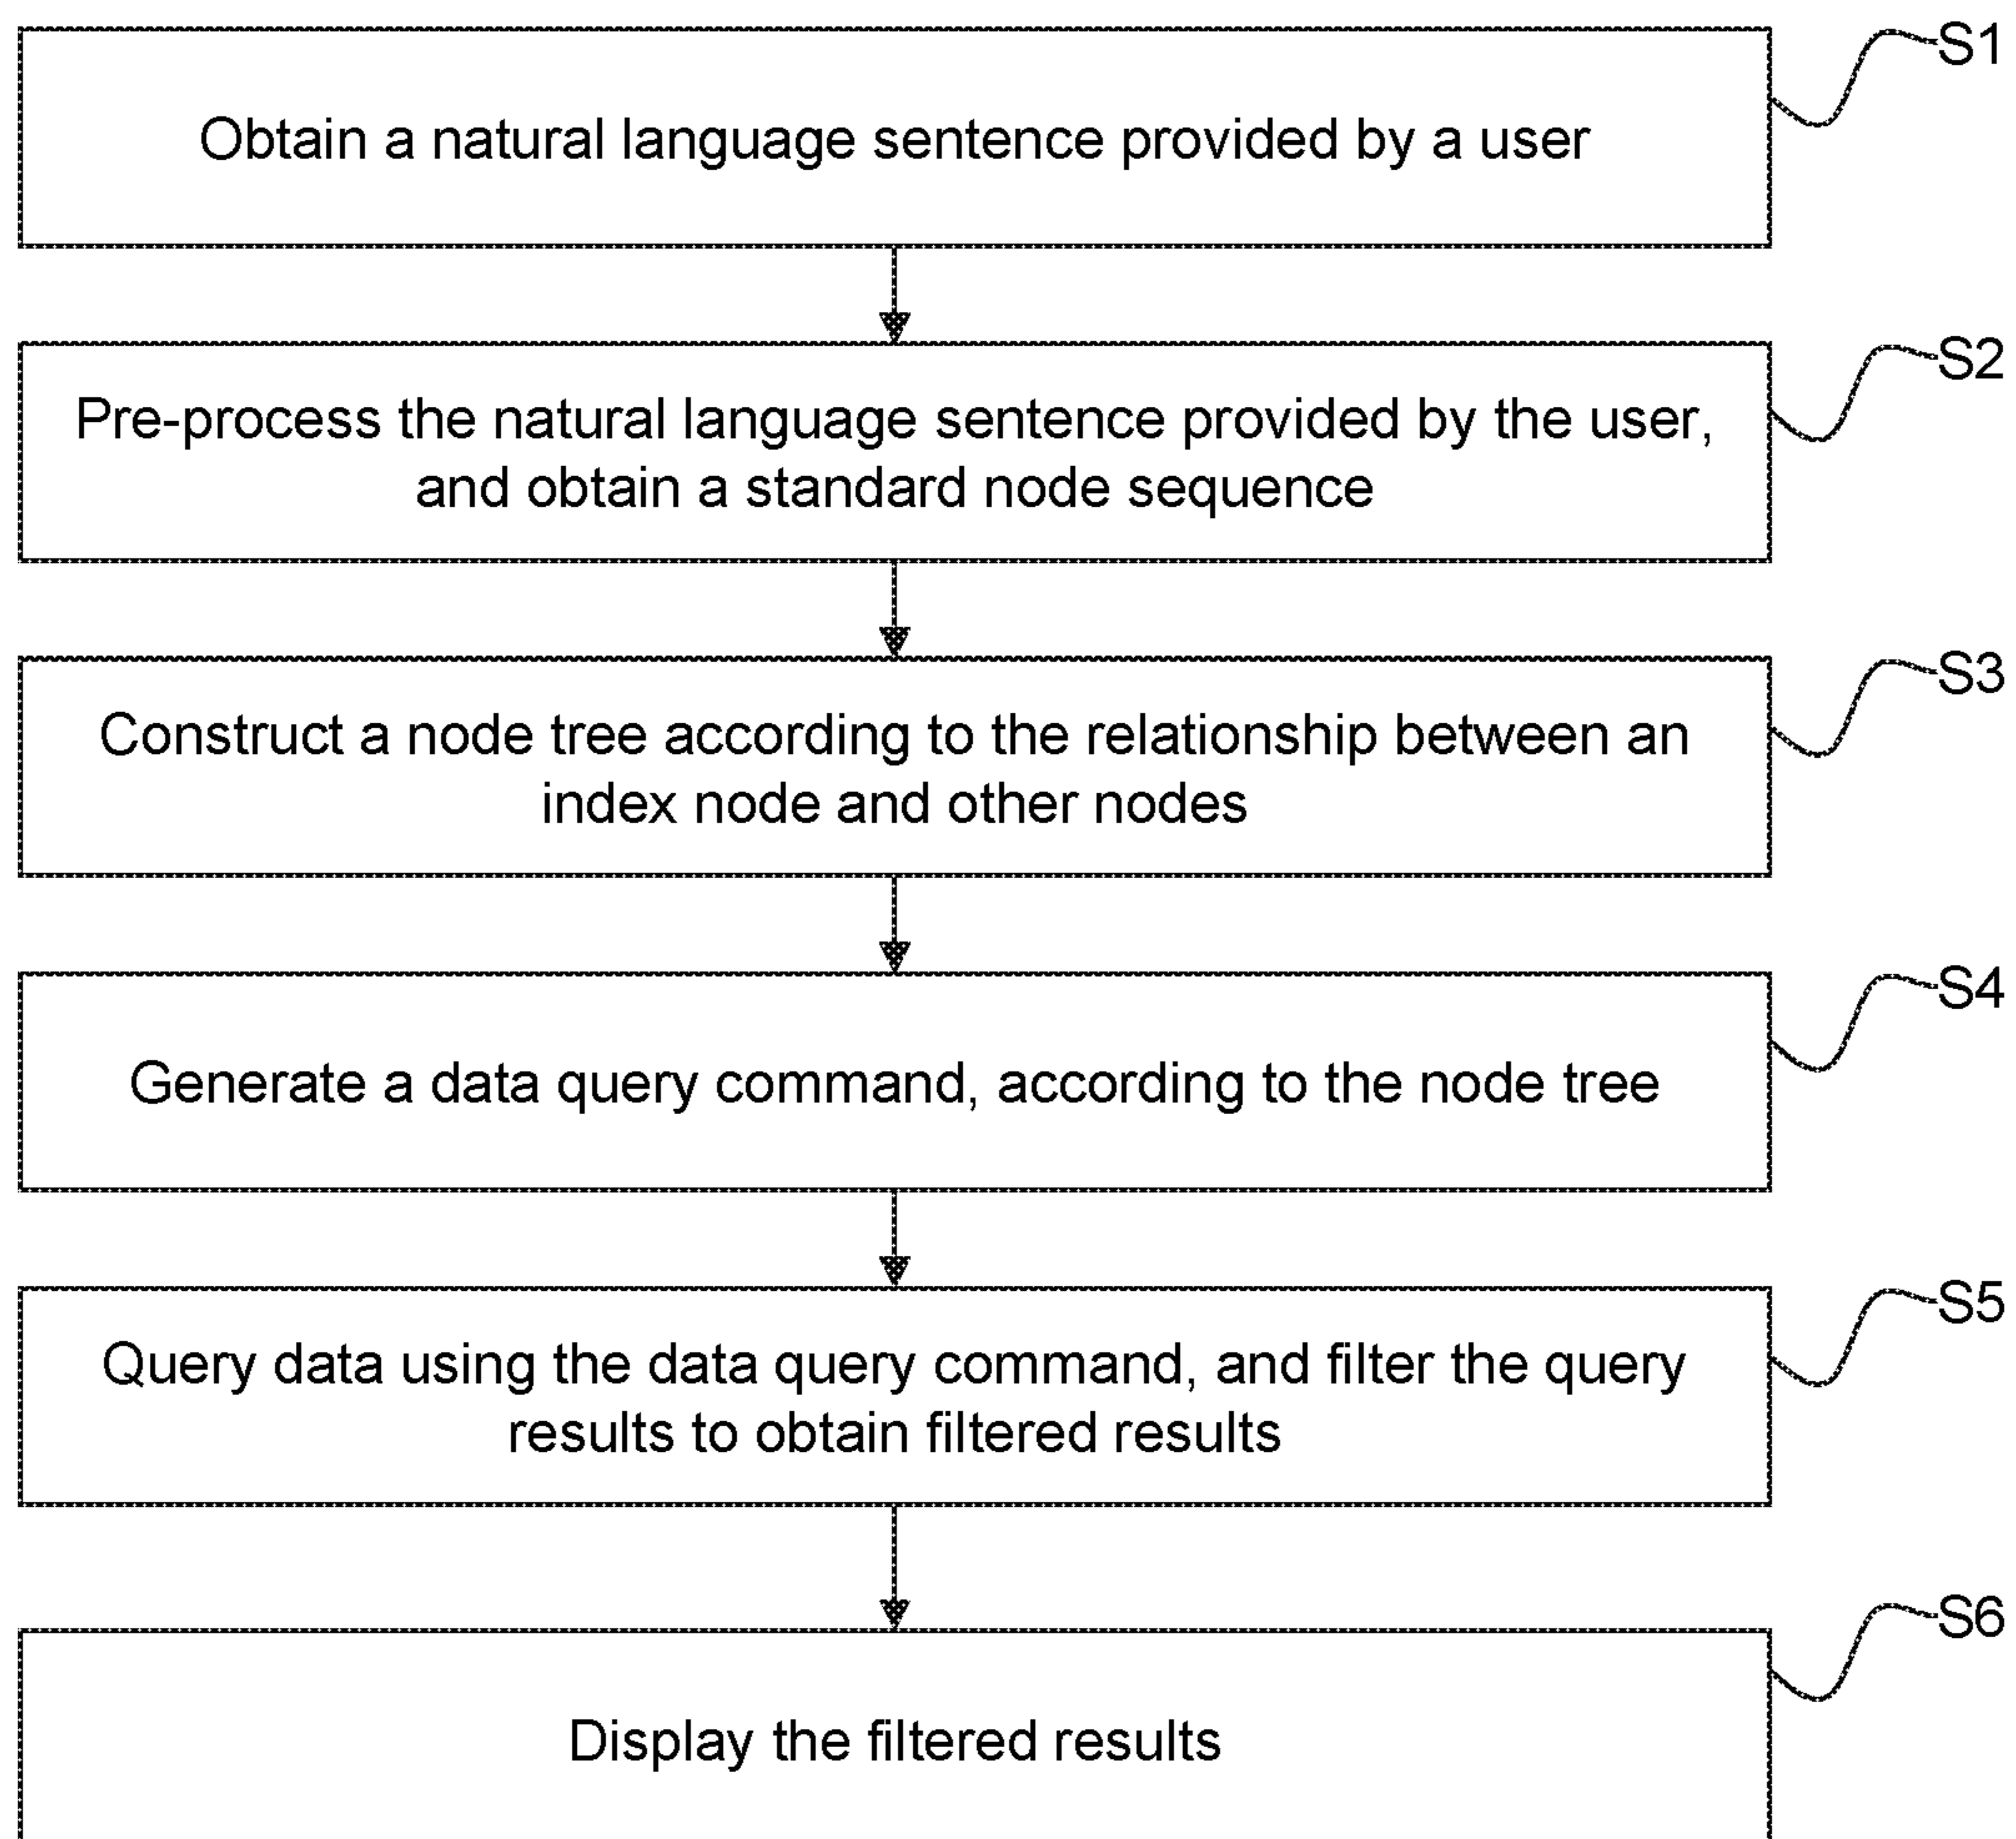 S1
Obtain a natural language sentence provided by a user
S2
Pre-process the natural language sentence provided by the user,
and obtain a standard node sequence
S3
Construct a node tree according to the relationship between an
index node and other nodes
S4
Generate a data query command, according to the node tree
S5
Query data using the data query command, and filter the query
results to obtain filtered results
S6
Display the filtered results